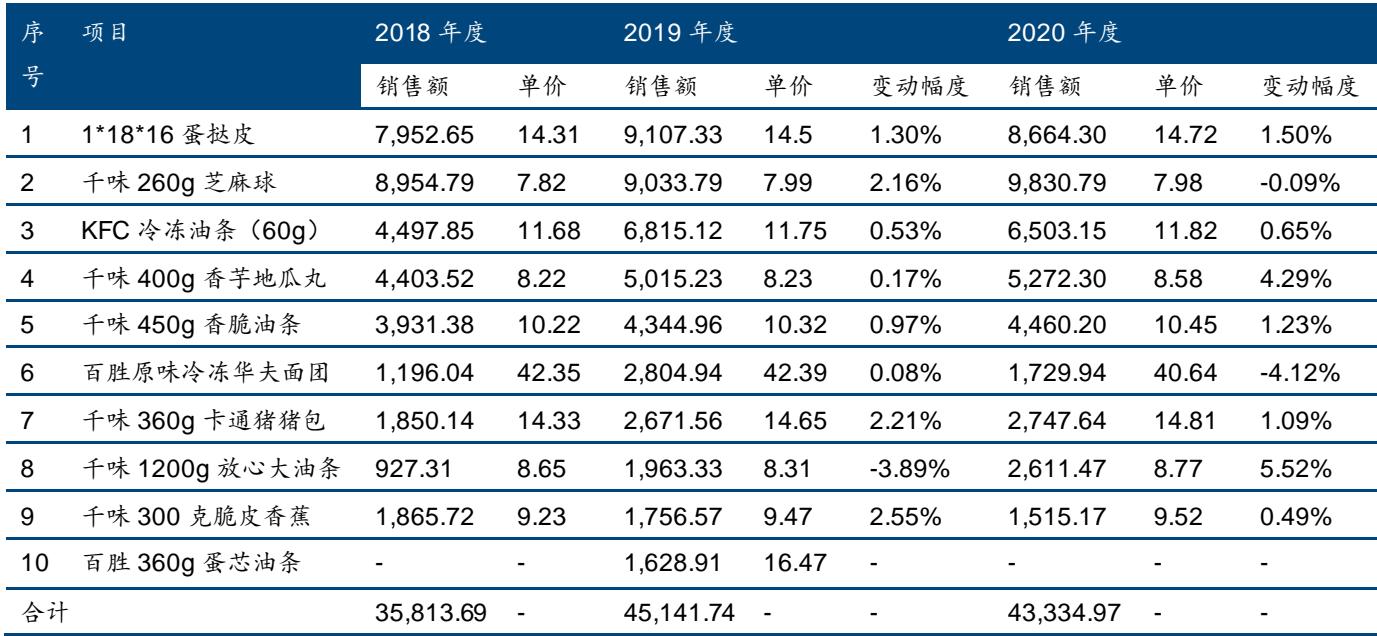 序号 项目 2018 年度 2019 年度 2020 年度
销售额 单价 销售额 单价 变动幅度 销售额 单价 变动幅度
1 1*18*16 蛋挞皮 7,952.65 14.31 9,107.33 14.5 1.30% 8,664.30 14.72 1.50%
2 千味 260g 芝麻球 8,954.79 7.82 9,033.79 7.99 2.16% 9,830.79 7.98 -0.09%
3 KFC 冷冻油条（60g） 4,497.85 11.68 6,815.12 11.75 0.53% 6,503.15 11.82 0.65%
4 千味 400g 香芋地瓜丸 4,403.52 8.22 5,015.23 8.23 0.17% 5,272.30 8.58 4.29%
5 千味 450g 香脆油条 3,931.38 10.22 4,344.96 10.32 0.97% 4,460.20 10.45 1.23%
6 百胜原味冷冻华夫面团 1,196.04 42.35 2,804.94 42.39 0.08% 1,729.94 40.64 -4.12%
7 千味 360g 卡通猪猪包 1,850.14 14.33 2,671.56 14.65 2.21% 2,747.64 14.81 1.09%
8 千味 1200g 放心大油条 927.31 8.65 1,963.33 8.31 -3.89% 2,611.47 8.77 5.52%
9 千味 300 克脆皮香蕉 1,865.72 9.23 1,756.57 9.47 2.55% 1,515.17 9.52 0.49%
10 百胜 360g 蛋芯油条 - - 1,628.91 16.47 - - - -
合计 35,813.69 - 45,141.74 - - 43,334.97 - -